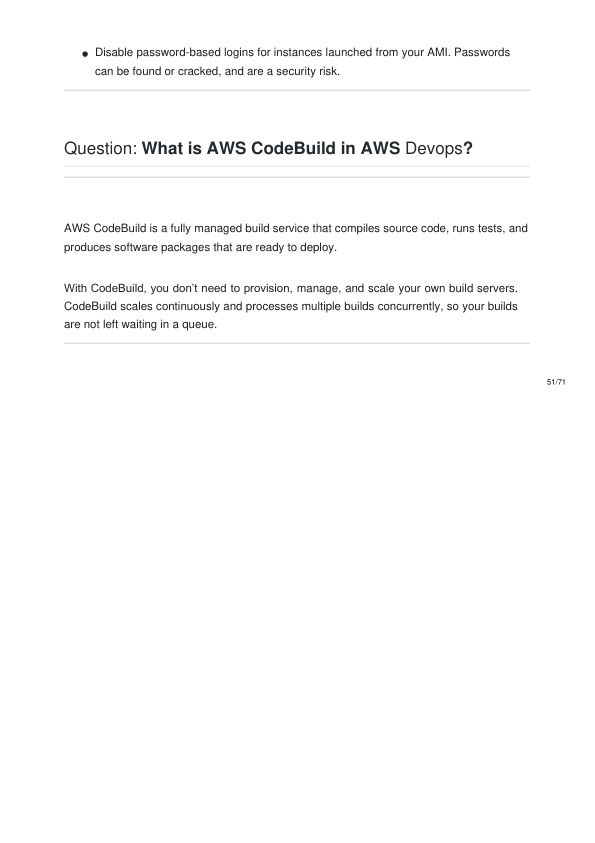 ● Disable password-based logins for instances launched from your AMI. Passwords
can be found or cracked, and are a security risk.
Question: What is AWS CodeBuild in AWS Devops?
AWS CodeBuild is a fully managed build service that compiles source code, runs tests, and
produces software packages that are ready to deploy.
With CodeBuild, you don’t need to provision, manage, and scale your own build servers.
CodeBuild scales continuously and processes multiple builds concurrently, so your builds
are not left waiting in a queue.
51/71